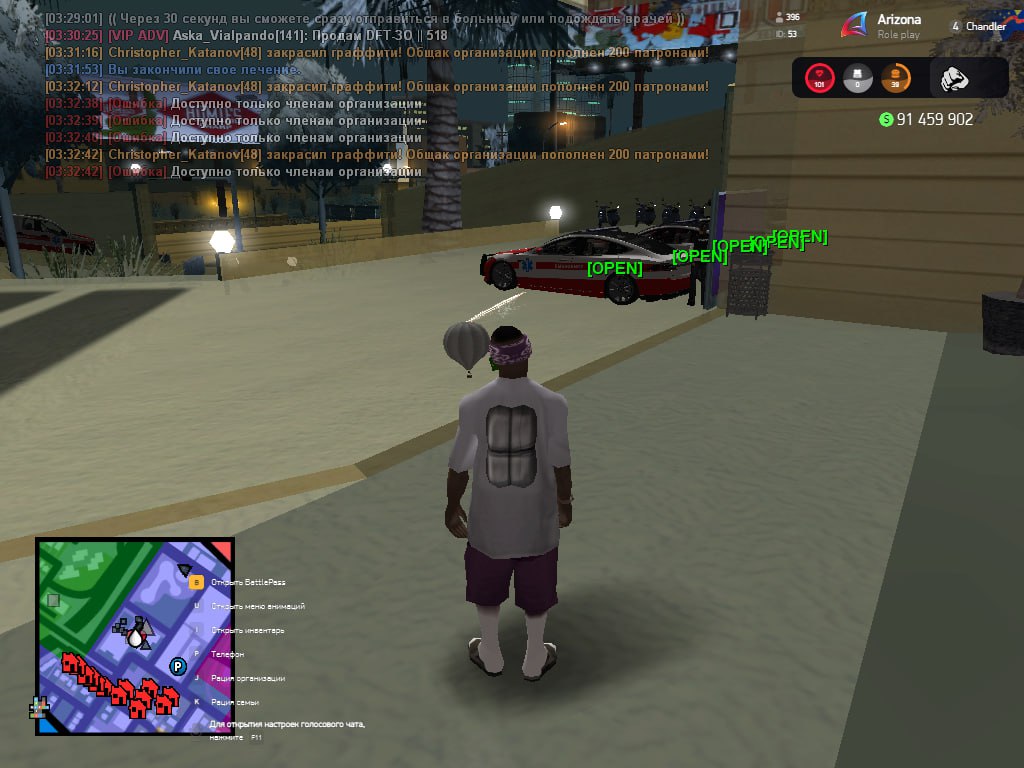 [03:29:01] (( Через 30 секунд вы сможете сразу отправиться в больницу или подождать врачей ))
[03:30:25] [VIP ADV] Aska_Vialpando[141]: Продам DFT-30 || 518
[03:31:16] Christopher_Katanov[48] закрасил граффити! Общак организации пополнен 200 патронами!
[03:31:53] Вы закончили свое лечение.
[03:32:12] Christopher_Katanov[48] закрасил граффити! Общак организации пополнен 200 патронами!
[03:32:38] [Ошибка] Доступно только членам организации
[03:32:39] [Ошибка] Доступно только членам организации
[Ошибка] Доступно только членам организации
[03:32:42] Christopher_Katanov[48] закрасил граффити! Общак организации пополнен 200 патронами!
[03:32:42] [Ошибка] Доступно только членам организации
396
ID: 53
Arizona
Role play
4 Chandler
101
0
38
S 91 459 902
[OPEN]
[OPEN]
[OPEN]
[OPEN]
[OPEN]
P
B Открыть BattlePass
U Открыть меню анимаций
I Открыть инвентарь
P Телефон
J Рация организации
K Рация семьи
Для открытия настроек голосового чата,
нажмите F11